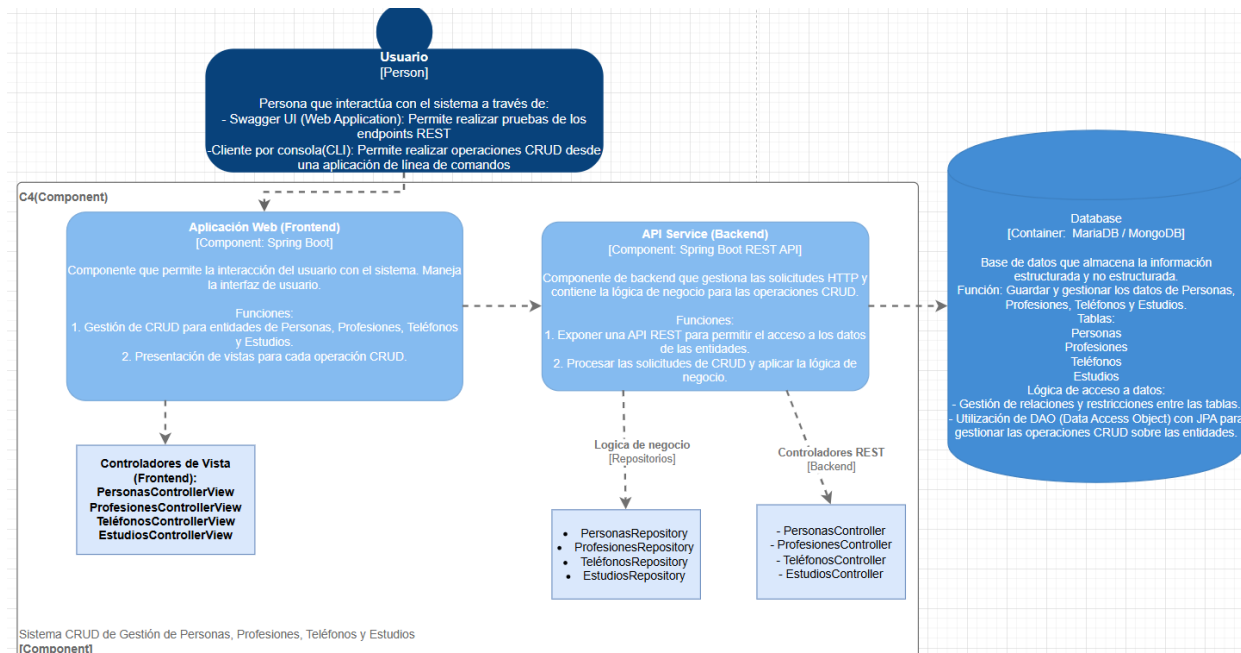 Usuario
[Person]
Persona que interactúa con el sistema a través de:
- Swagger UI (Web Application): Permite realizar pruebas de los
endpoints REST
-Cliente por consola(CLI): Permite realizar operaciones CRUD desde
una aplicación de línea de comandos
C4(Component)
Aplicación Web (Frontend)
[Component: Spring Boot]
Componente que permite la interacción del usuario con el sistema. Maneja
la interfaz de usuario.
Funciones:
1. Gestión de CRUD para entidades de Personas, Profesiones, Teléfonos
y Estudios.
2. Presentación de vistas para cada operación CRUD.
API Service (Backend)
[Component: Spring Boot REST API]
Componente de backend que gestiona las solicitudes HTTP y
contiene la lógica de negocio para las operaciones CRUD.
Funciones:
1. Exponer una API REST para permitir el acceso a los datos
de las entidades.
2. Procesar las solicitudes de CRUD y aplicar la lógica de
negocio.
Database
[Container:  MariaDB / MongoDB]
Base de datos que almacena la información
estructurada y no estructurada.
Función: Guardar y gestionar los datos de Personas,
Profesiones, Teléfonos y Estudios.
Tablas:
Personas
Profesiones
Teléfonos
Estudios
Lógica de acceso a datos:
- Gestión de relaciones y restricciones entre las tablas.
- Utilización de DAO (Data Access Object) con JPA para
gestionar las operaciones CRUD sobre las entidades.
Controladores de Vista
(Frontend):
PersonasControllerView
ProfesionesControllerView
TeléfonosControllerView
EstudiosControllerView
Logica de negocio
[Repositorios]
Controladores REST
[Backend]
• PersonasRepository
• ProfesionesRepository
• TeléfonosRepository
• EstudiosRepository
- PersonasController
- ProfesionesController
- TeléfonosController
- EstudiosController
Sistema CRUD de Gestión de Personas, Profesiones, Teléfonos y Estudios
[Component]